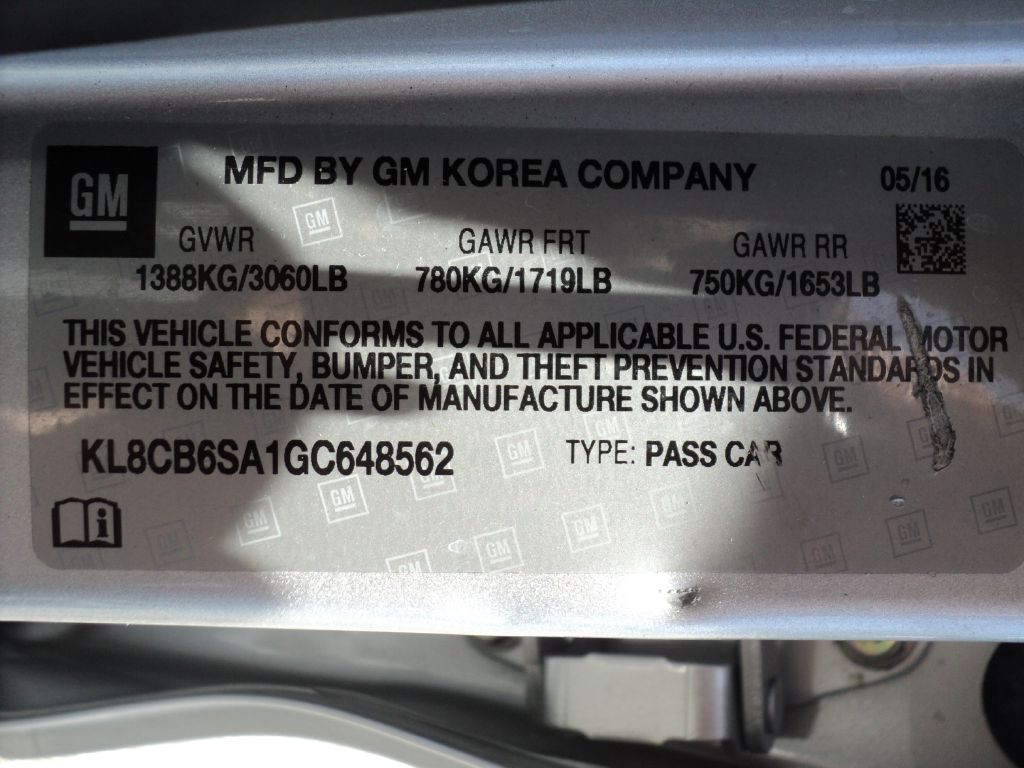 GM
MFD BY GM KOREA COMPANY 05/16
GVWR GAWR FRT GAWR RR
1388KG/3060LB 780KG/1719LB 750KG/1653LB
THIS VEHICLE CONFORMS TO ALL APPLICABLE U.S. FEDERAL MOTOR
VEHICLE SAFETY, BUMPER, AND THEFT PREVENTION STANDARDS IN
EFFECT ON THE DATE OF MANUFACTURE SHOWN ABOVE.
KL8CB6SA1GC648562 TYPE: PASS CAR